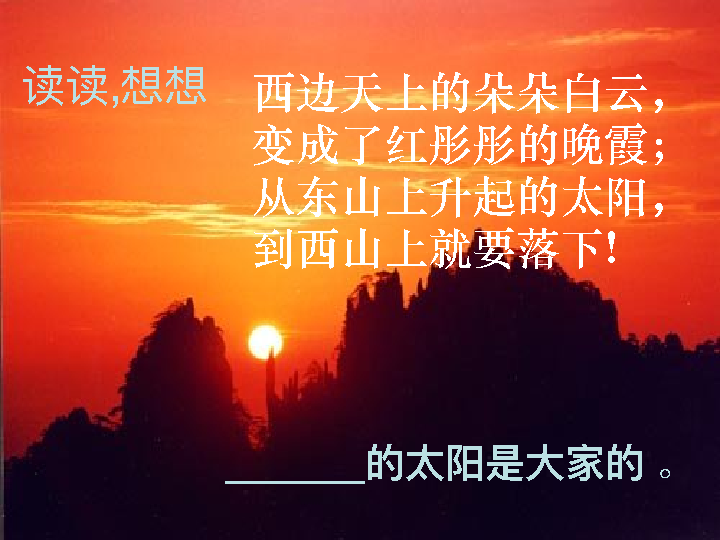 读读,想想
西边天上的朵朵白云，
变成了红彤彤的晚霞；
从东山上升起的太阳，
到西山上就要落下！
_______的太阳是大家的 。